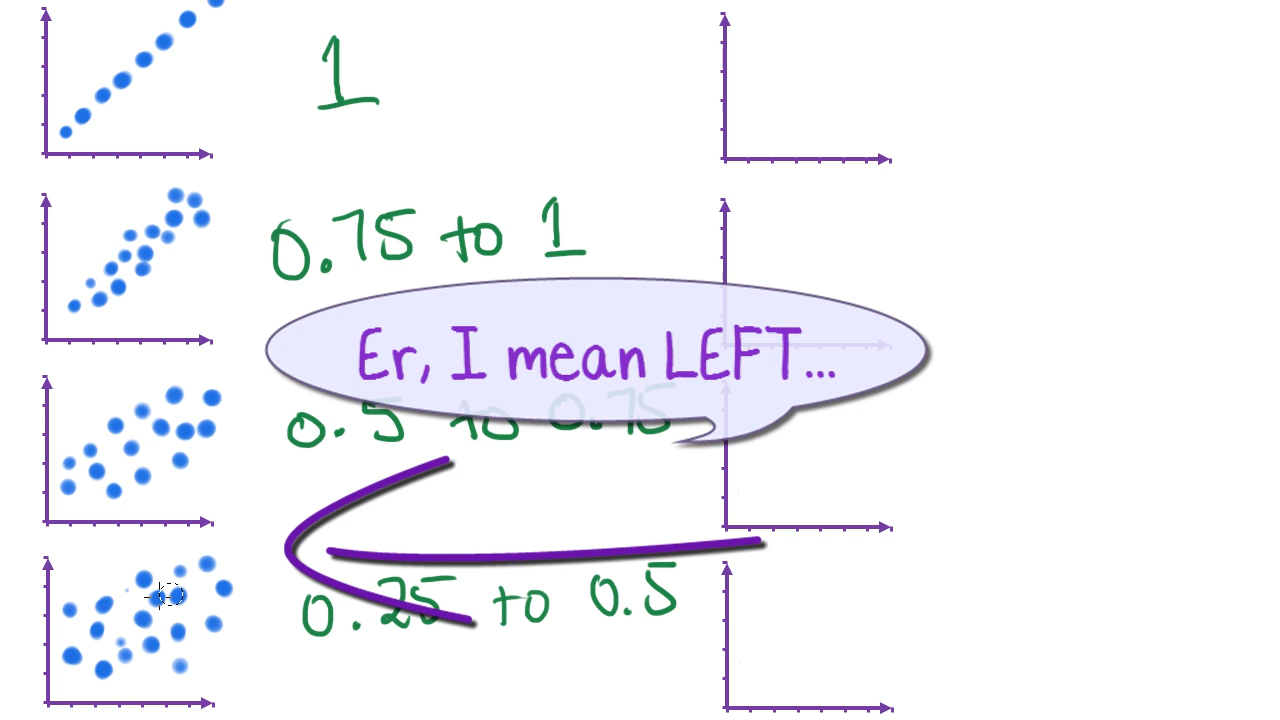 1
0.75 to 1
Er, I mean LEFT...
0.5 to 0.75
0.25 to 0.5